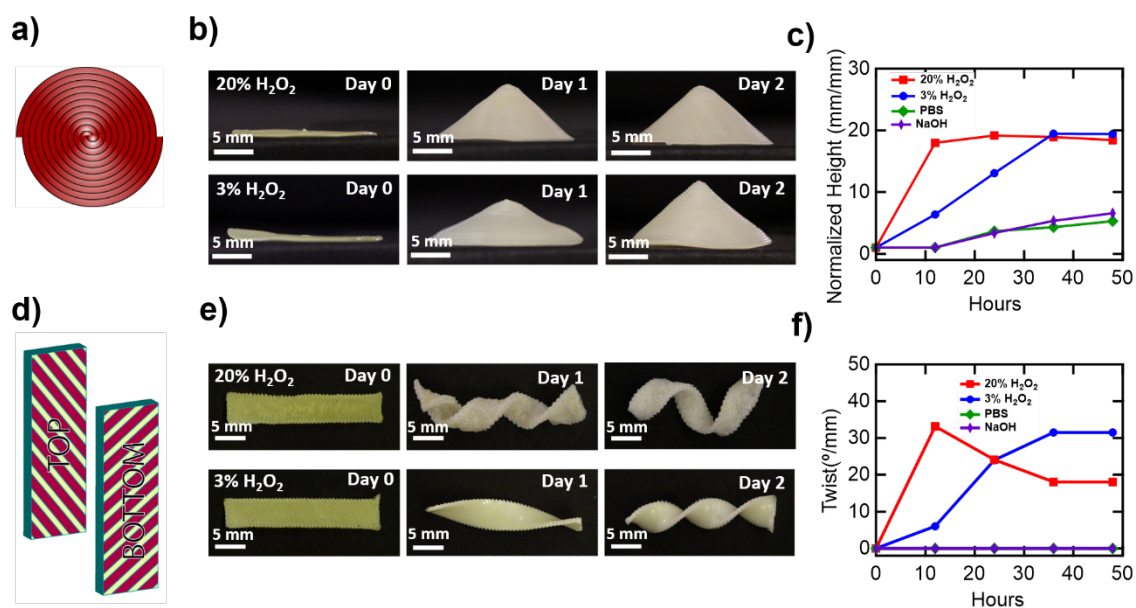 a)
b)
20% H₂O₂ Day 0
Day 1
Day 2
5 mm
5 mm
5 mm
3% H₂O₂ Day 0
Day 1
Day 2
5 mm
5 mm
5 mm
c)
Normalized Height (mm/mm)
30
20
10
0
0 10 20 30 40 50
Hours
20% H₂O₂
3% H₂O₂
PBS
NaOH
d)
TOP
BOTTOM
e)
20% H₂O₂ Day 0
Day 1
Day 2
5 mm
5 mm
5 mm
3% H₂O₂ Day 0
Day 1
Day 2
5 mm
5 mm
5 mm
f)
Twist(º/mm)
50
40
30
20
10
0
0 10 20 30 40 50
Hours
20% H₂O₂
3% H₂O₂
PBS
NaOH